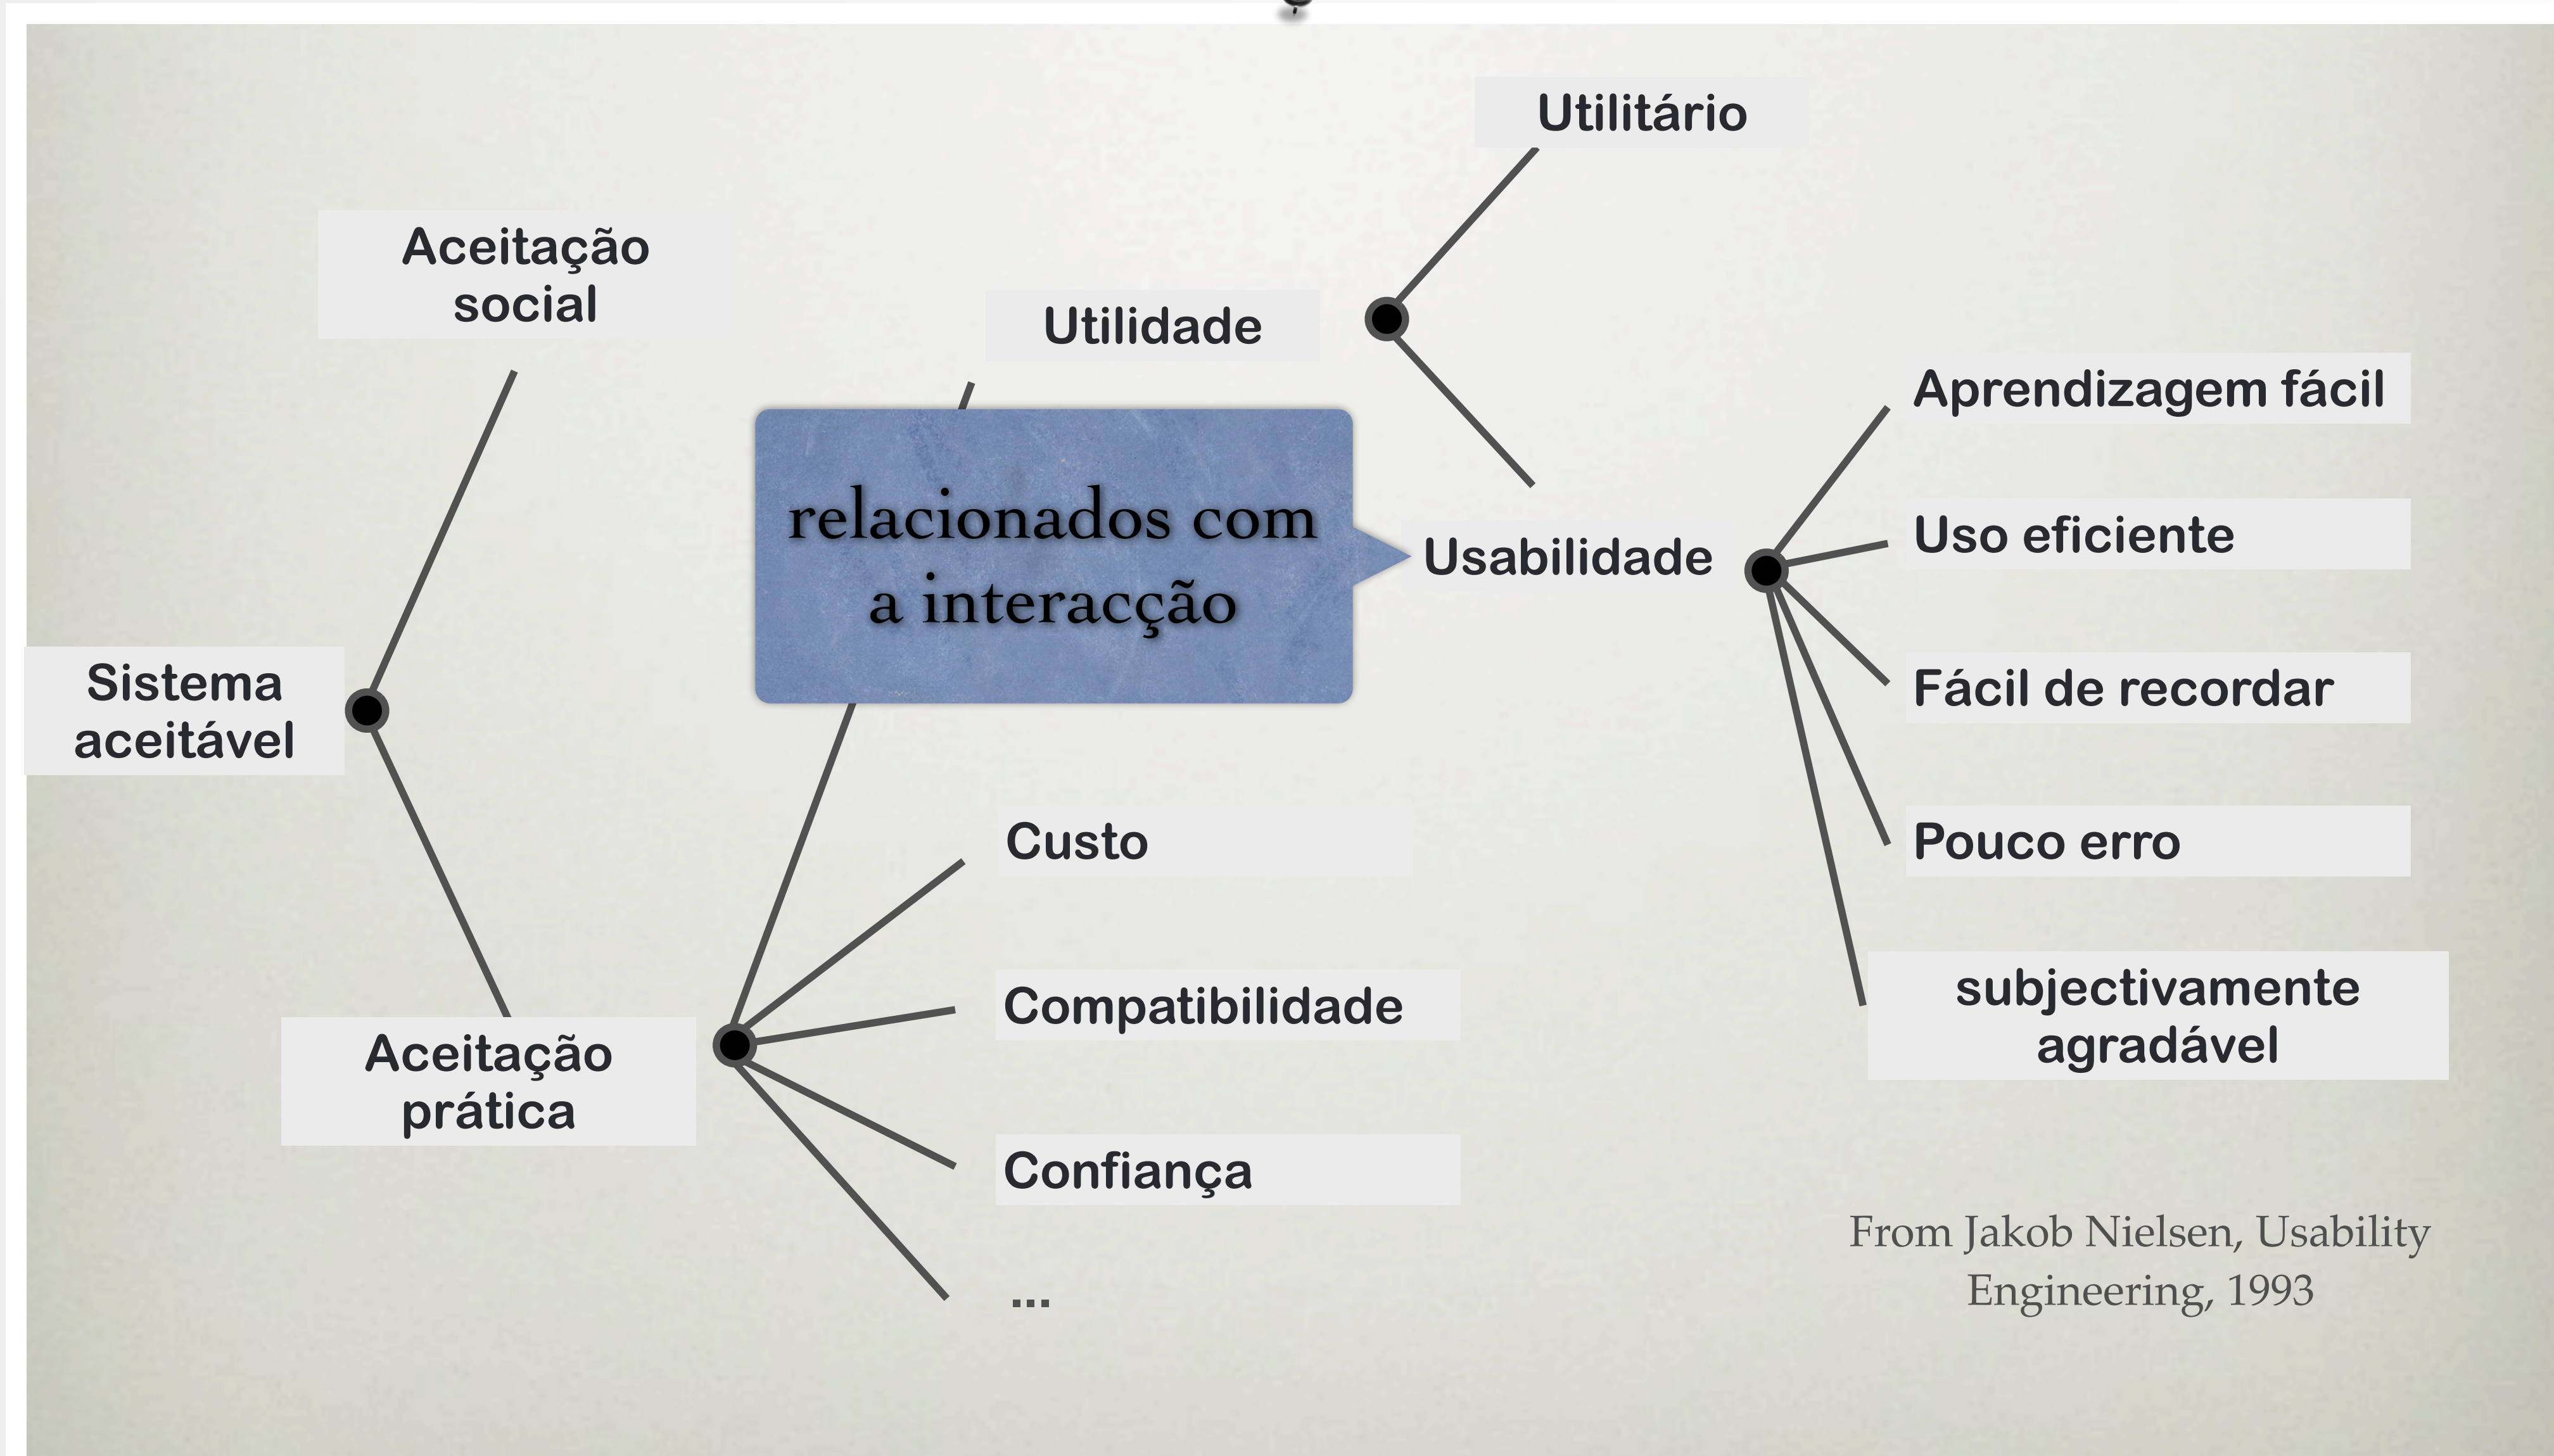 Utilitário
Aceitação
social
Utilidade
Aprendizagem fácil
relacionados com
a interacção
Usabilidade
Uso eficiente
Sistema
aceitável
Fácil de recordar
Custo
Pouco erro
Compatibilidade
subjectivamente
agradável
Aceitação
prática
Confiança
...
From Jakob Nielsen, Usability
Engineering, 1993